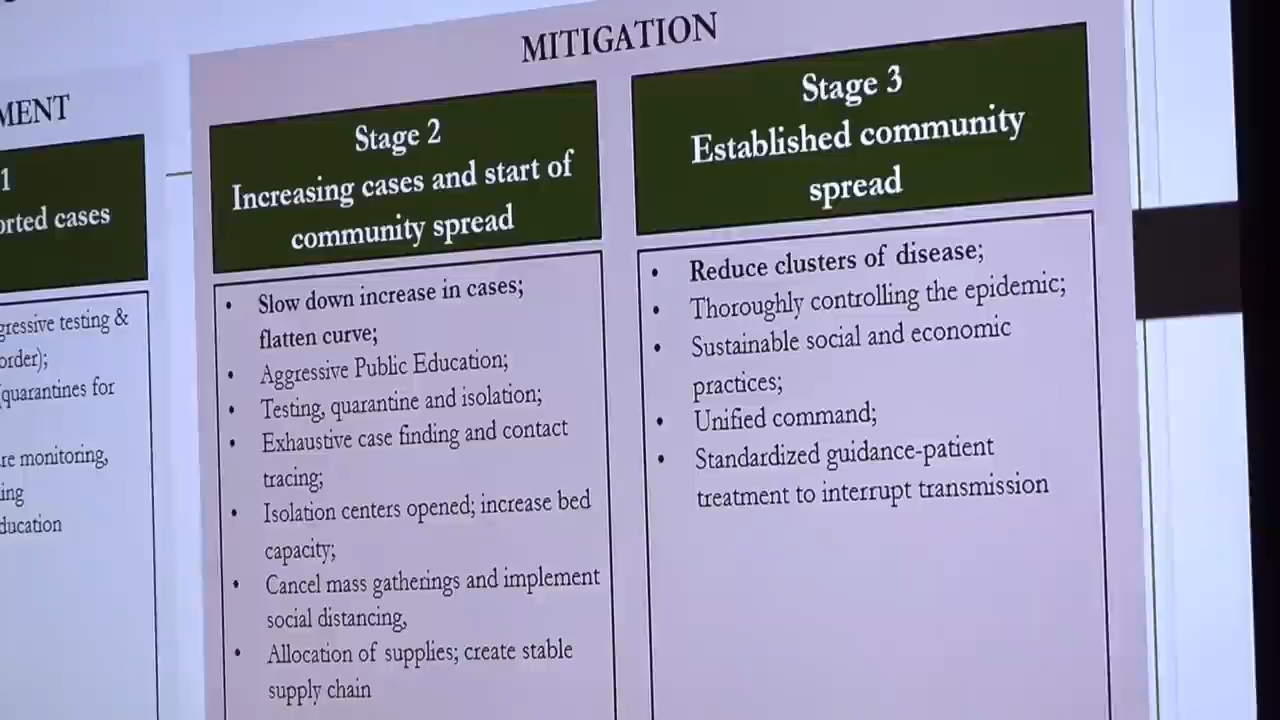 MENT
1
orted cases
gressive testing &
order);
quarantines for
re monitoring,
ing
ducation
MITIGATION
Stage 2
Increasing cases and start of
community spread
• Slow down increase in cases;
flatten curve;
• Aggressive Public Education;
• Testing, quarantine and isolation;
• Exhaustive case finding and contact
tracing;
• Isolation centers opened; increase bed
capacity;
• Cancel mass gatherings and implement
social distancing,
• Allocation of supplies; create stable
supply chain
Stage 3
Established community
spread
• Reduce clusters of disease;
• Thoroughly controlling the epidemic;
• Sustainable social and economic
practices;
• Unified command;
• Standardized guidance-patient
treatment to interrupt transmission